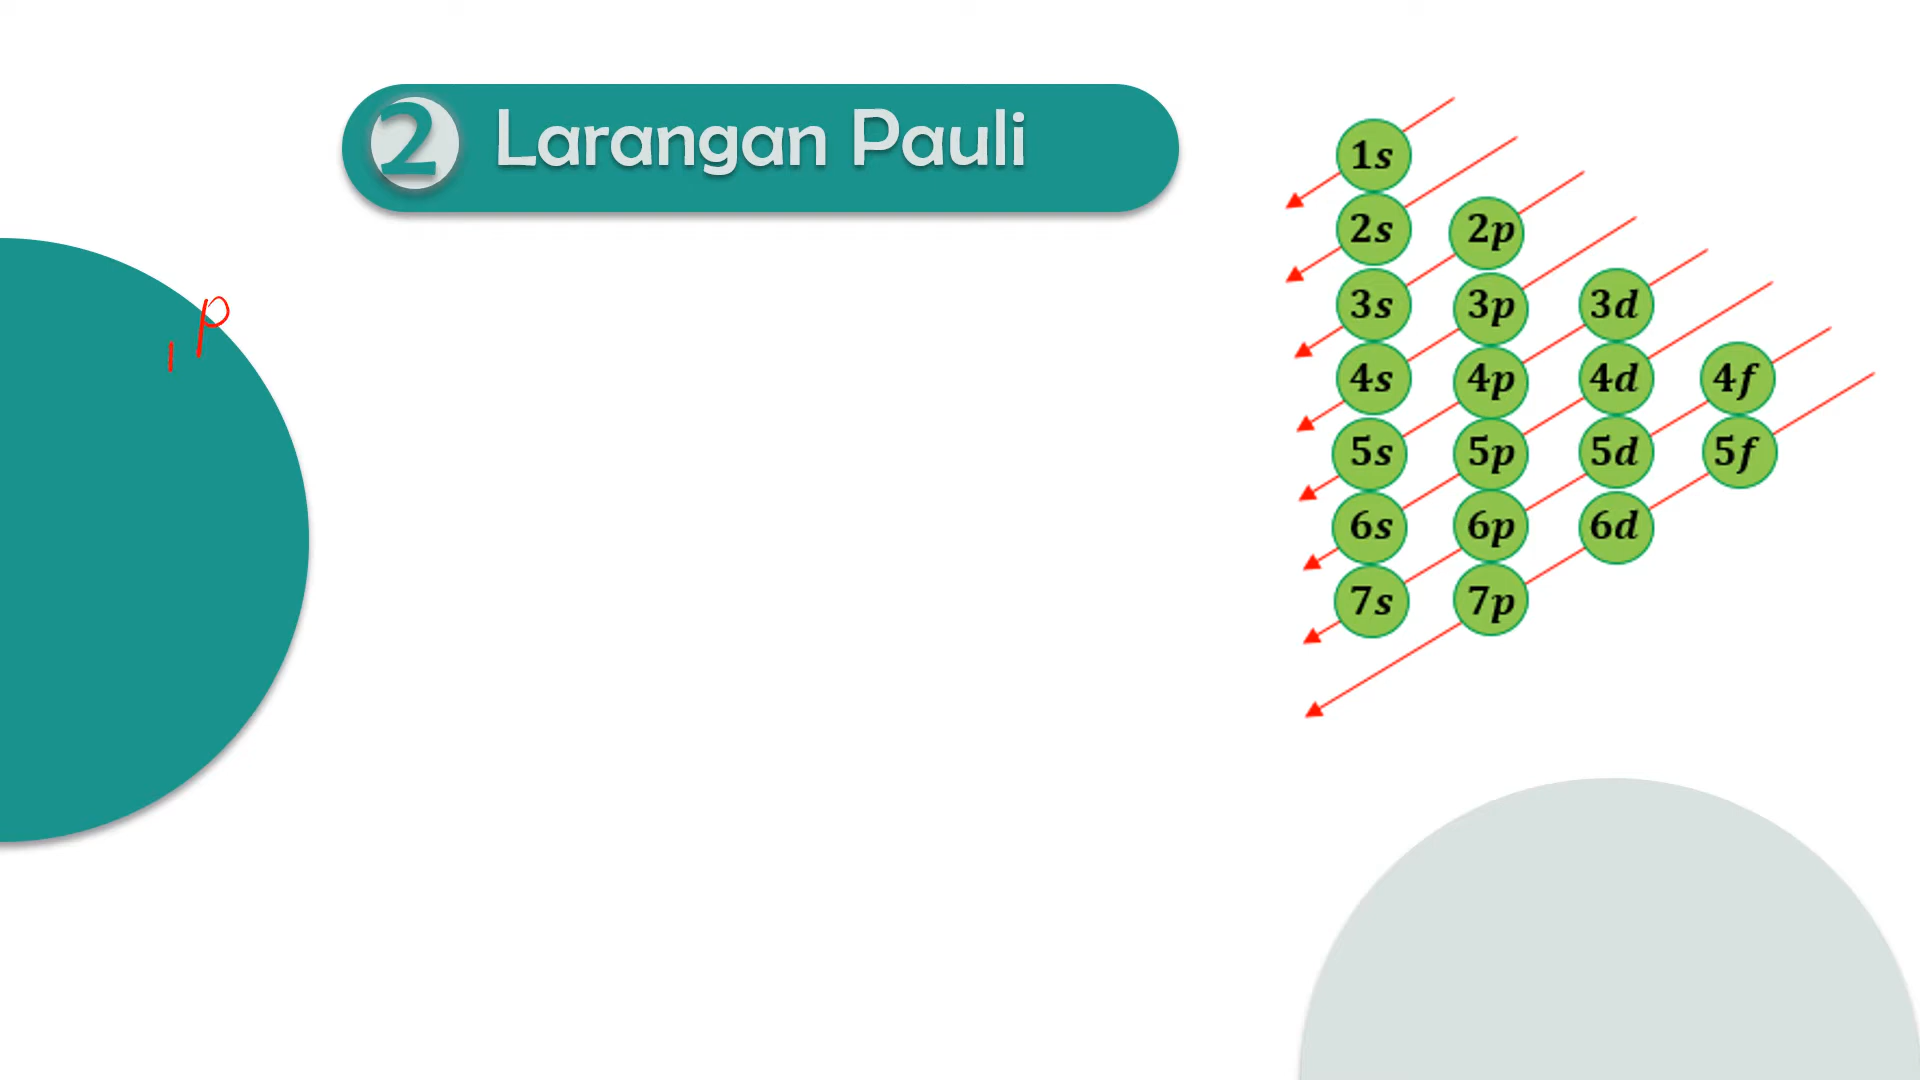 2 Larangan Pauli
1s
2s 2p
3s 3p 3d
4s 4p 4d 4f
5s 5p 5d 5f
6s 6p 6d
7s 7p
1 p